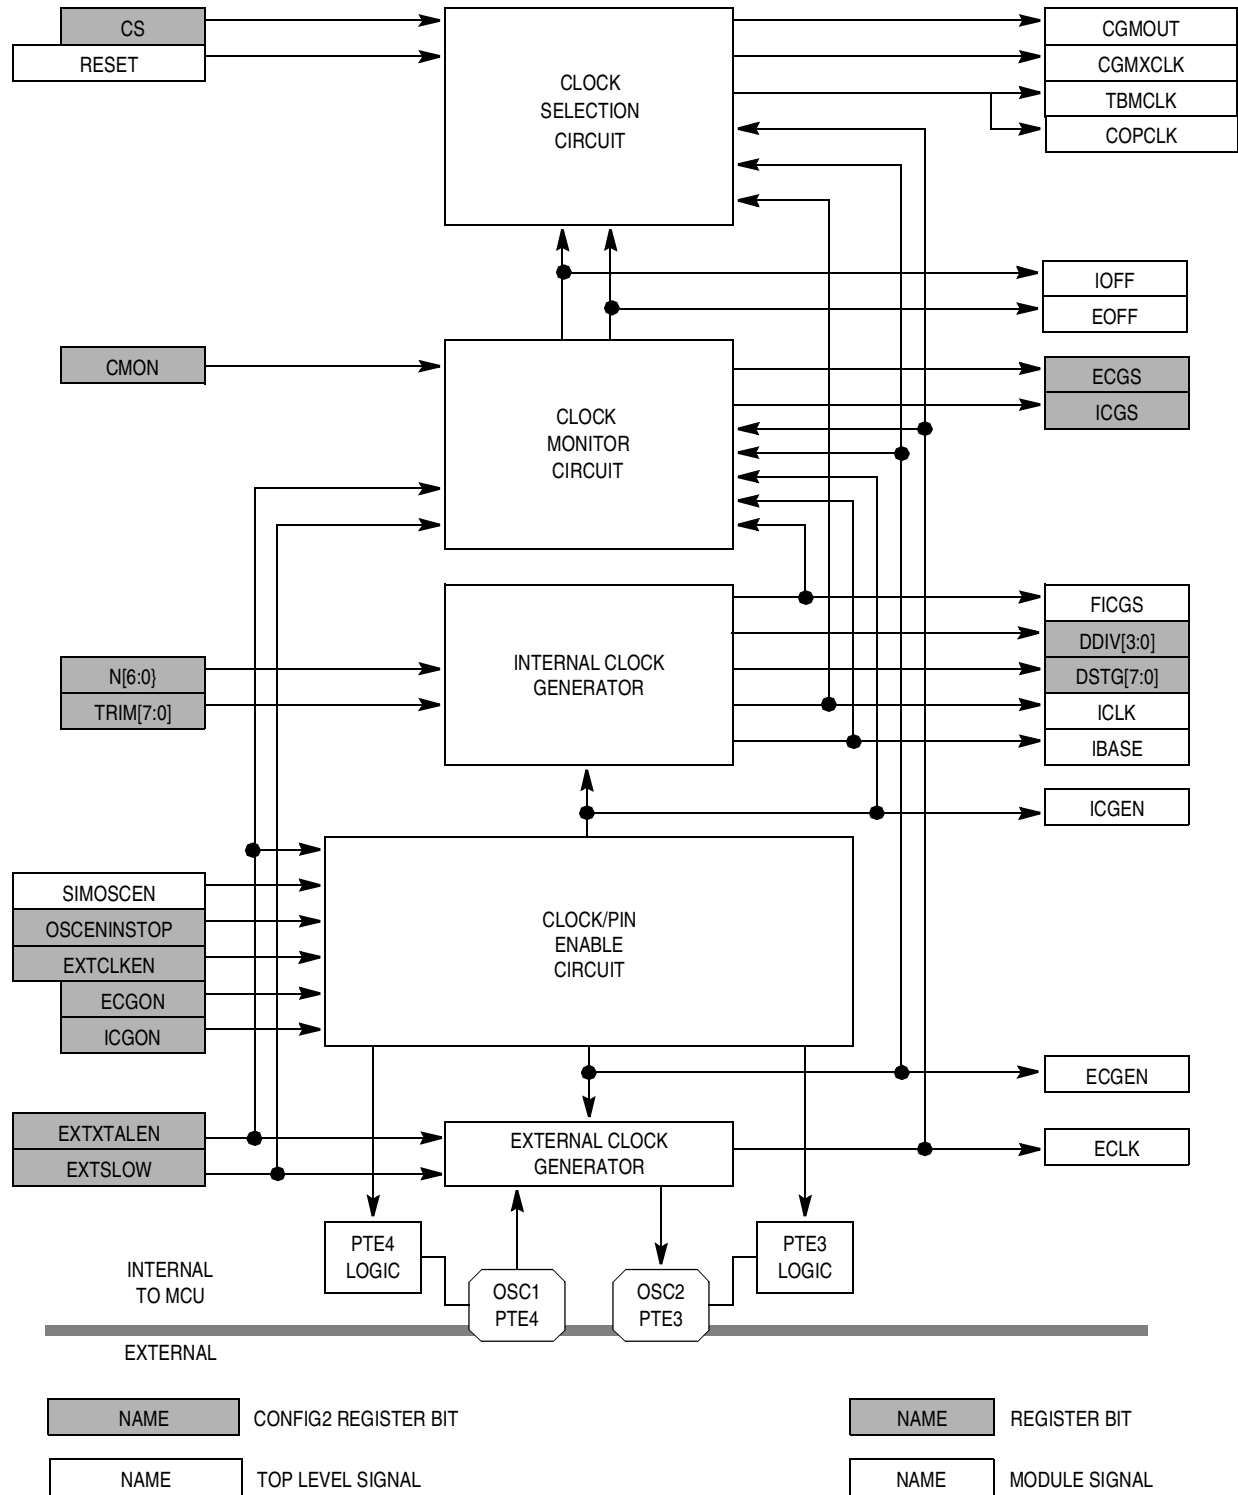 CS
RESET
CLOCK
SELECTION
CIRCUIT
CGMOUT
CGMXCLK
TBMCLK
COPCLK
IOFF
EOFF
CMON
CLOCK
MONITOR
CIRCUIT
ECGS
ICGS
N[6:0}
TRIM[7:0]
INTERNAL CLOCK
GENERATOR
FICGS
DDIV[3:0]
DSTG[7:0]
ICLK
IBASE
ICGEN
SIMOSCEN
OSCENINSTOP
EXTCLKEN
ECGON
ICGON
CLOCK/PIN
ENABLE
CIRCUIT
ECGEN
EXTXTALEN
EXTSLOW
EXTERNAL CLOCK
GENERATOR
ECLK
PTE4
LOGIC
PTE3
LOGIC
OSC1
PTE4
OSC2
PTE3
INTERNAL
TO MCU
EXTERNAL
NAME CONFIG2 REGISTER BIT
NAME REGISTER BIT
NAME TOP LEVEL SIGNAL
NAME MODULE SIGNAL